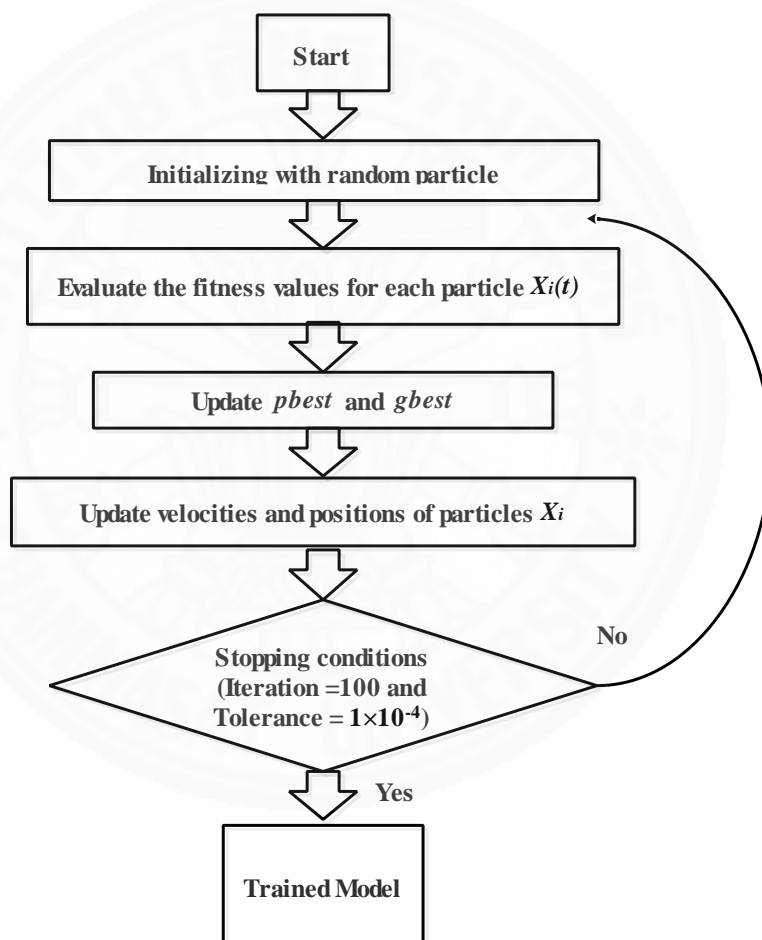 Start
Initializing with random particle
Evaluate the fitness values for each particle Xi(t)
Update pbest and gbest
Update velocities and positions of particles Xi
No
Stopping conditions
(Iteration =100 and
Tolerance = 1×10⁻⁴)
Yes
Trained Model